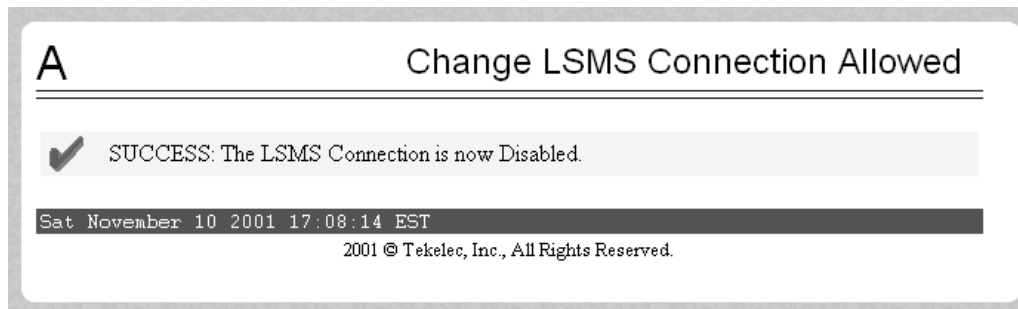 A
Change LSMS Connection Allowed
SUCCESS: The LSMS Connection is now Disabled.
Sat November 10 2001 17:08:14 EST
2001 © Tekelec, Inc., All Rights Reserved.